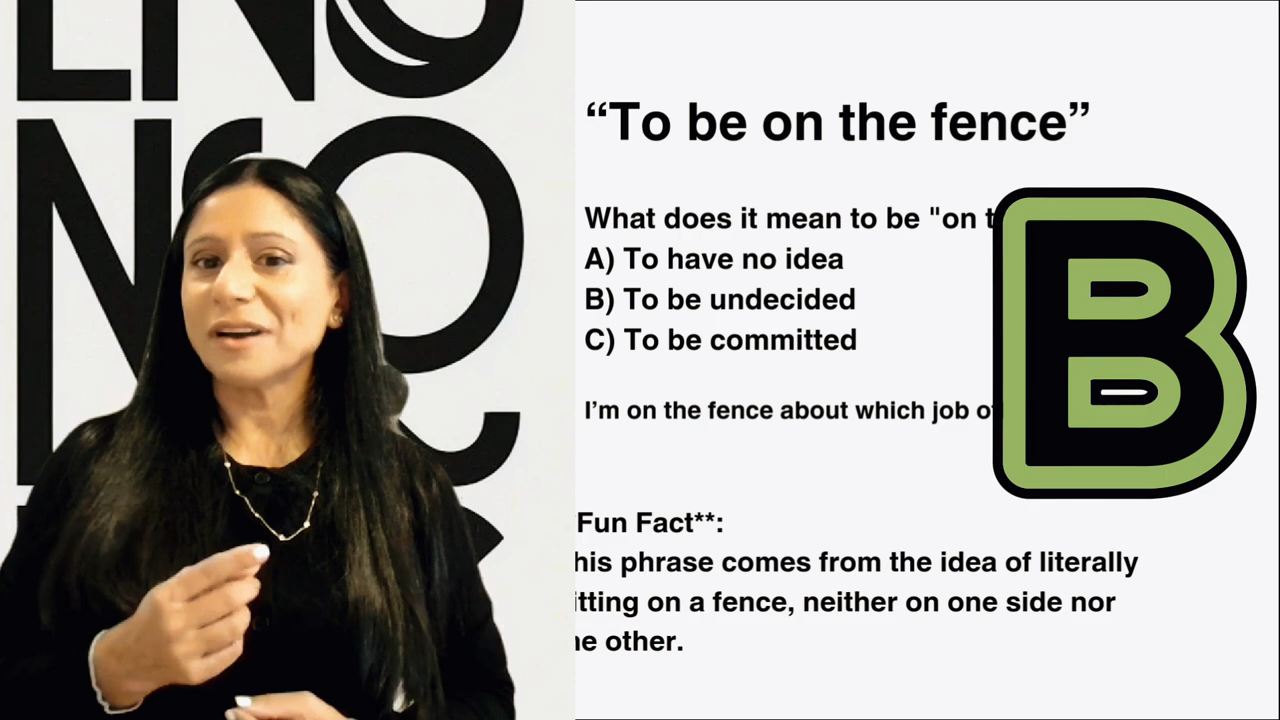 “To be on the fence”
What does it mean to be "on
A) To have no idea
B) To be undecided
C) To be committed
I’m on the fence about which job
B
Fun Fact**:
phrase comes from the idea of literally
on a fence, neither on one side nor
other.